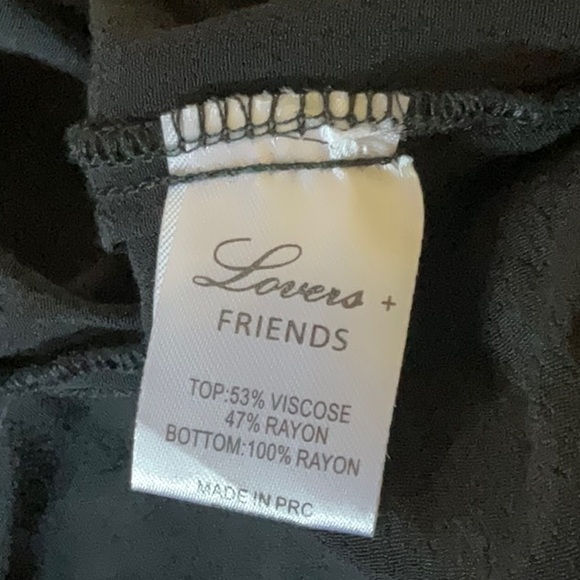 Lovers +
FRIENDS
TOP:53% VISCOSE
47% RAYON
BOTTOM:100% RAYON
MADE IN PRC